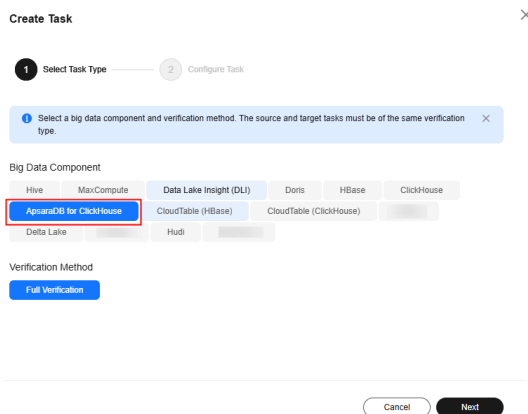 Create Task
1 Select Task Type 2 Configure Task
Select a big data component and verification method. The source and target tasks must be of the same verification
type.
Big Data Component
Hive MaxCompute Data Lake Insight (DLI) Doris HBase ClickHouse
ApsaraDB for ClickHouse CloudTable (HBase) CloudTable (ClickHouse)
Delta Lake Hudi
Verification Method
Full Verification
Cancel Next